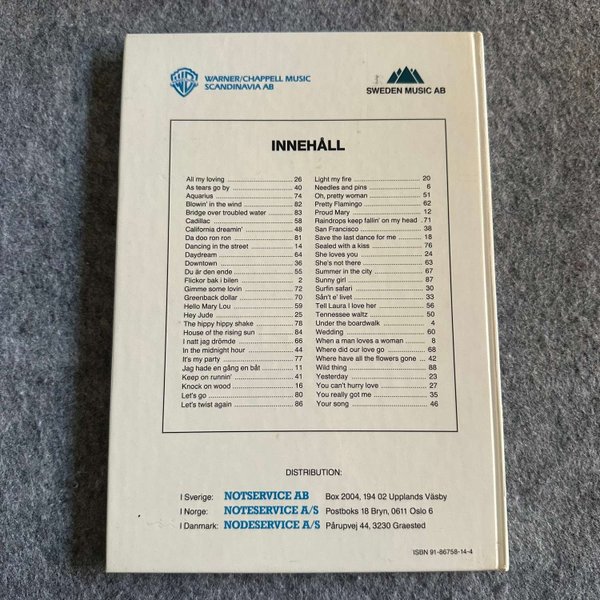 WB
WARNER/CHAPPELL MUSIC
SCANDINAVIA AB
SWEDEN MUSIC AB
INNEHÅLL
All my loving 26
As tears go by 40
Aquarius 74
Blowin' in the wind 82
Bridge over troubled water 83
Cadillac 58
California dreamin' 48
Da doo ron ron 81
Dancing in the street 14
Daydream 64
Downtown 36
Du är den ende 55
Flickor bak i bilen 2
Gimme some lovin 72
Greenback dollar 70
Hello Mary Lou 59
Hey Jude 25
The hippy hippy shake 78
House of the rising sun 84
I natt jag drömde 66
In the midnight hour 44
It's my party 77
Jag hade en gång en båt 11
Keep on runnin' 41
Knock on wood 16
Let's go 80
Let's twist again 86
Light my fire 20
Needles and pins 6
Oh, pretty woman 51
Pretty Flamingo 62
Proud Mary 12
Raindrops keep fallin' on my head 71
San Francisco 38
Save the last dance for me 18
Sealed with a kiss 76
She loves you 24
She's not there 63
Summer in the city 67
Sunny girl 87
Surfin safari 30
Sån't e' livet 33
Tell Laura I love her 56
Tennessee waltz 50
Under the boardwalk 4
Wedding 60
When a man loves a woman 8
Where did our love go 68
Where have all the flowers gone 42
Wild thing 88
Yesterday 23
You can't hurry love 27
You really got me 35
Your song 46
DISTRIBUTION:
I Sverige: NOTSERVICE AB Box 2004, 194 02 Upplands Väsby
I Norge: NOTESERVICE A/S Postboks 18 Bryn, 0611 Oslo 6
I Danmark: NODESERVICE A/S Pårupvej 44, 3230 Graested
ISBN 91-86758-14-4